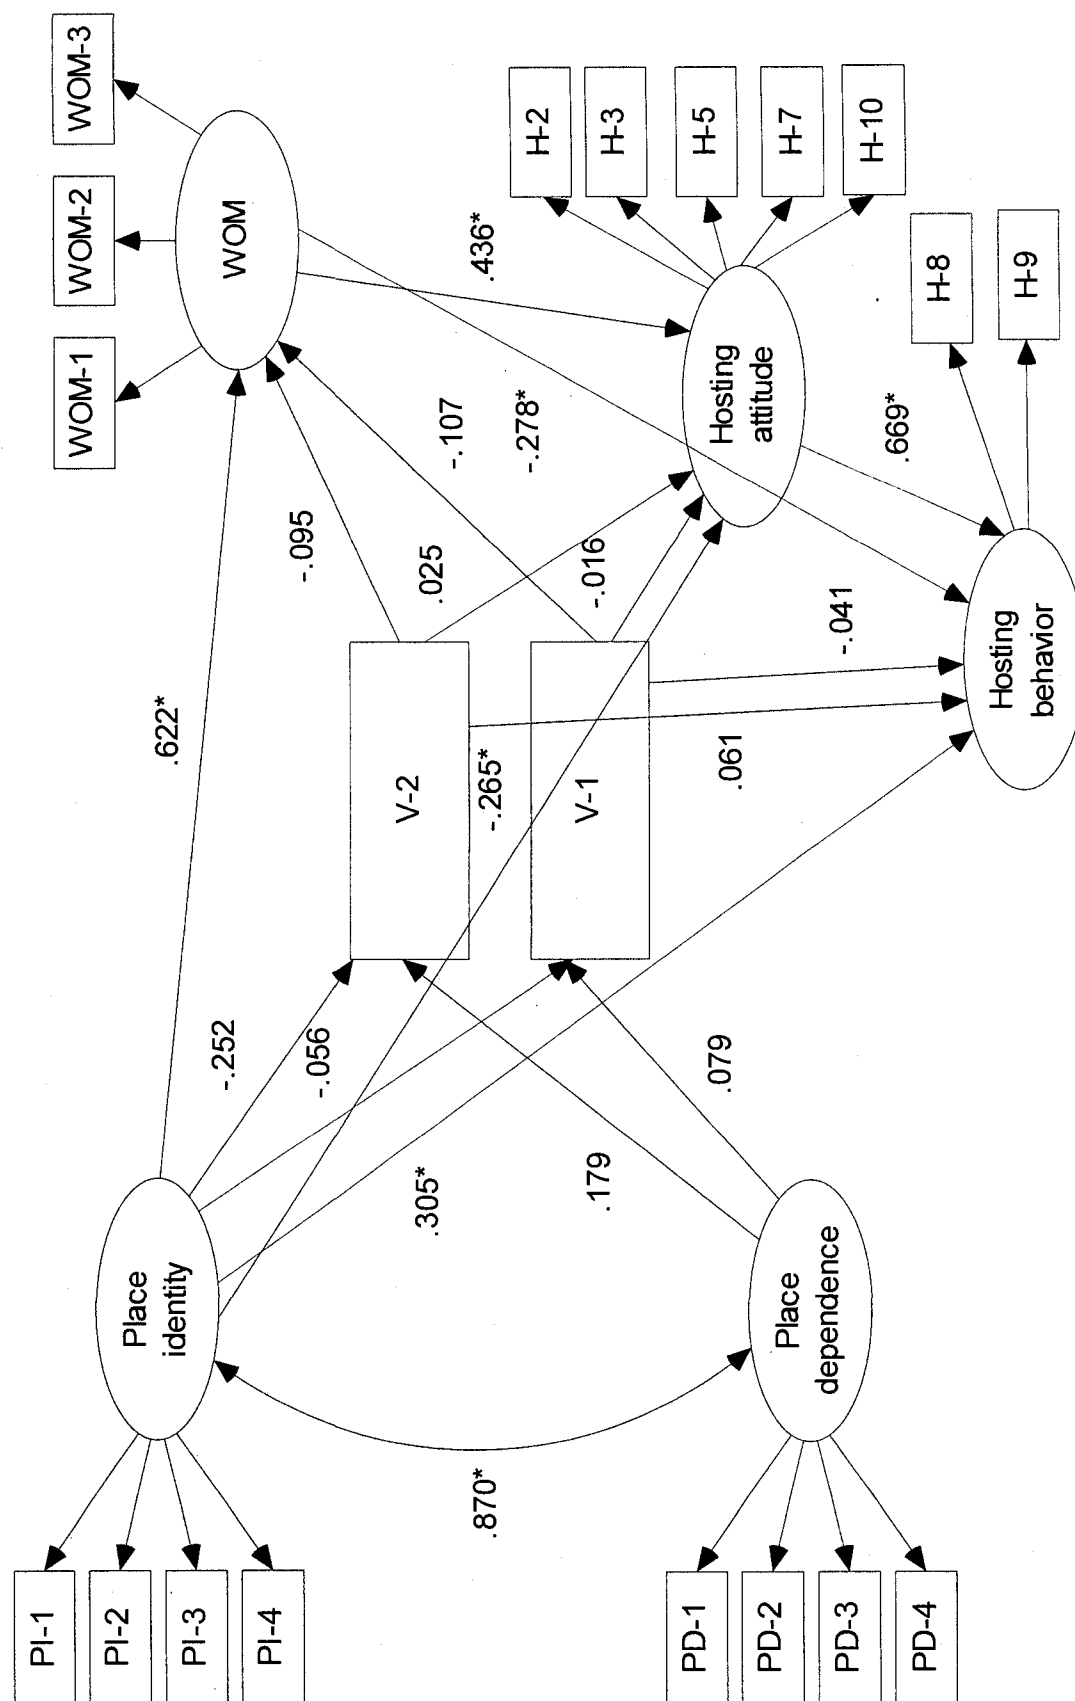 PI-1
PI-2
PI-3
PI-4
Place
identity
.870*
PD-1
PD-2
PD-3
PD-4
Place
dependence
.622*
-.252
-.056
.305*
.179
.079
V-2
-.265*
V-1
-.095
.025
-.107
-.278*
-.016
.061
-.041
WOM-1
WOM-2
WOM-3
WOM
.436*
Hosting
attitude
H-2
H-3
H-5
H-7
H-10
.669*
Hosting
behavior
H-8
H-9